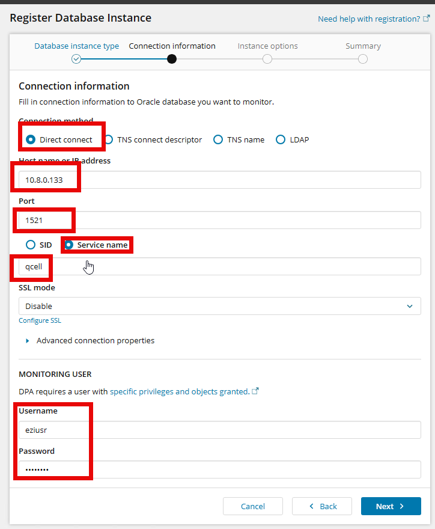 Register Database Instance
Need help with registration?
Database instance type
Connection information
Instance options
Summary
Connection information
Fill in connection information to Oracle database you want to monitor.
Connection method
Direct connect
TNS connect descriptor
TNS name
LDAP
Host name or IP address
10.8.0.133
Port
1521
SID
Service name
qcell
SSL mode
Disable
Configure SSL
Advanced connection properties
MONITORING USER
DPA requires a user with specific privileges and objects granted.
Username
eziusr
Password
••••••••
Cancel
Back
Next